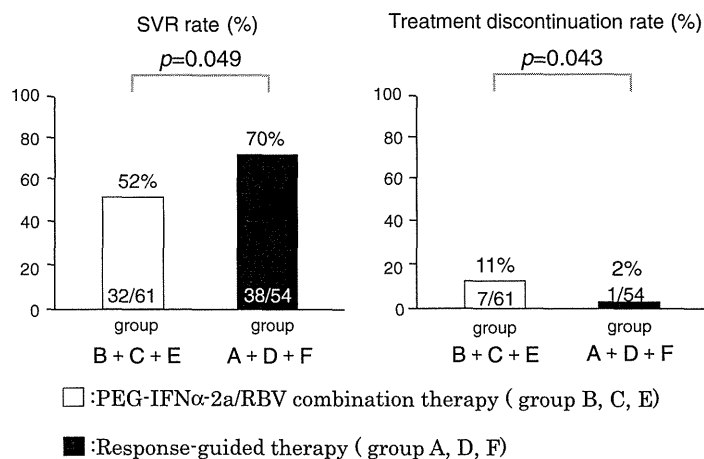 SVR rate (%)
p=0.049
100
80
60
40
20
0
52%
32/61
70%
38/54
group
B + C + E
group
A + D + F
Treatment discontinuation rate (%)
p=0.043
100
80
60
40
20
0
11%
7/61
2%
1/54
group
B + C + E
group
A + D + F
:PEG-IFNα-2a/RBV combination therapy ( group B, C, E)
:Response-guided therapy ( group A, D, F)